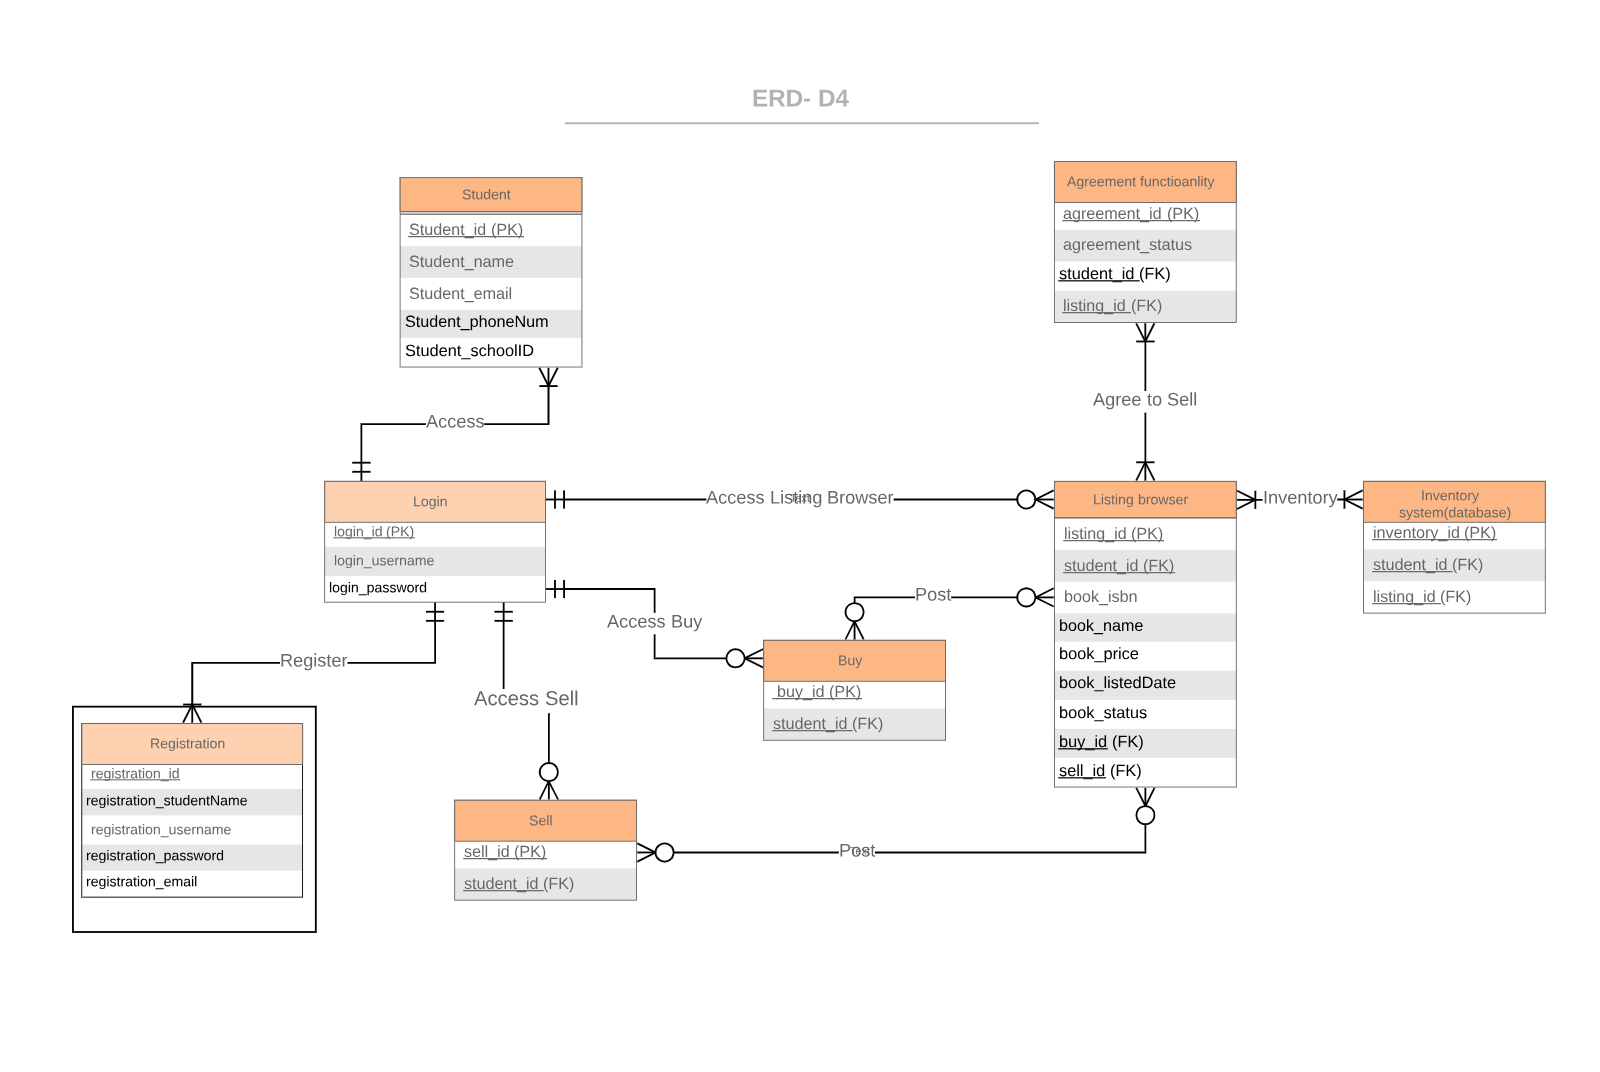 ERD- D4
Student
Student_id (PK)
Student_name
Student_email
Student_phoneNum
Student_schoolID
Agreement functioanlity
agreement_id (PK)
agreement_status
student_id (FK)
listing_id (FK)
Access
Agree to Sell
Login
login_id (PK)
login_username
login_password
Access Listing Browser
Text
Listing browser
listing_id (PK)
student_id (FK)
book_isbn
book_name
book_price
book_listedDate
book_status
buy_id (FK)
sell_id (FK)
Inventory
Inventory
system(database)
inventory_id (PK)
student_id (FK)
listing_id (FK)
Post
Access Buy
Buy
buy_id (PK)
student_id (FK)
Register
Access Sell
Registration
registration_id
registration_studentName
registration_username
registration_password
registration_email
Sell
sell_id (PK)
student_id (FK)
Post